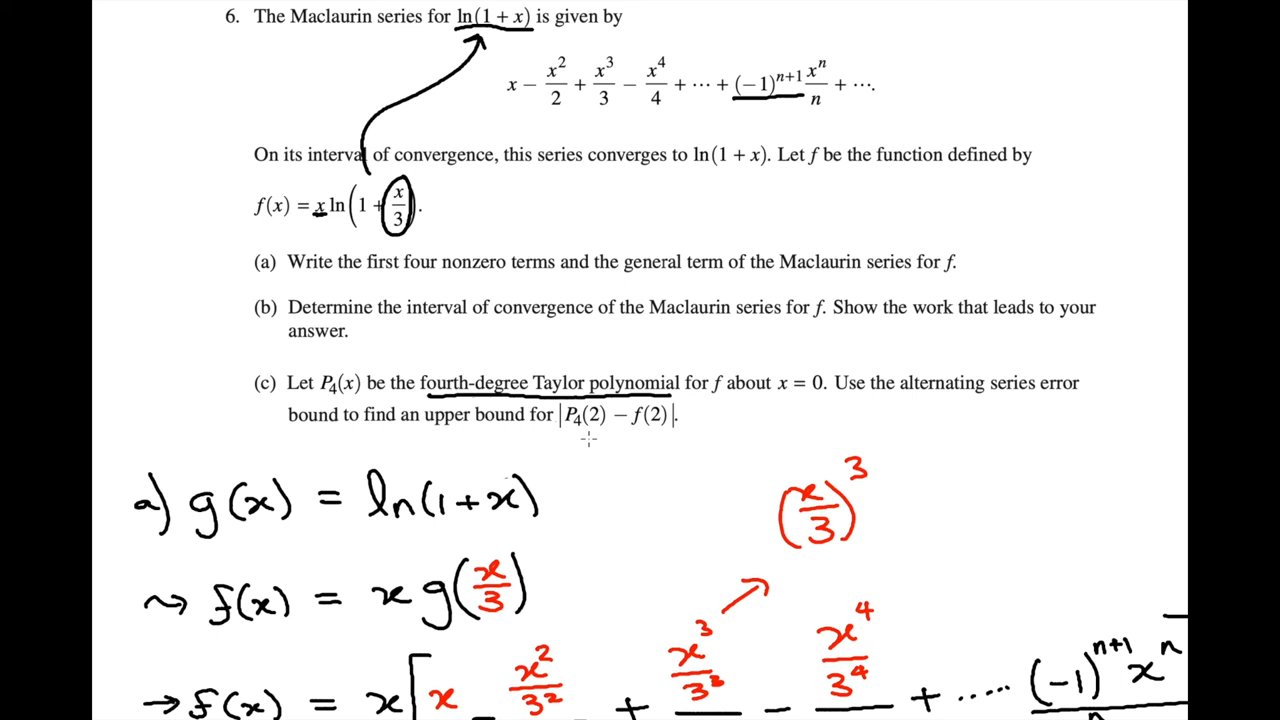 6. The Maclaurin series for ln(1 + x) is given by
x − x²/2 + x³/3 − x⁴/4 + ⋯ + (−1)ⁿ⁺¹ xⁿ/n + ⋯.
On its interval of convergence, this series converges to ln(1 + x). Let f be the function defined by
f(x) = x ln(1 + x/3).
(a) Write the first four nonzero terms and the general term of the Maclaurin series for f.
(b) Determine the interval of convergence of the Maclaurin series for f. Show the work that leads to your
answer.
(c) Let P₄(x) be the fourth-degree Taylor polynomial for f about x = 0. Use the alternating series error
bound to find an upper bound for |P₄(2) − f(2)|.
a) g(x) = ln(1+x)
(x/3)³
⇝ f(x) = x g(x/3)
→ f(x) = x[x − x²/3² + x³/3³ − x⁴/3⁴ + ..... (−1)ⁿ⁺¹ xⁿ